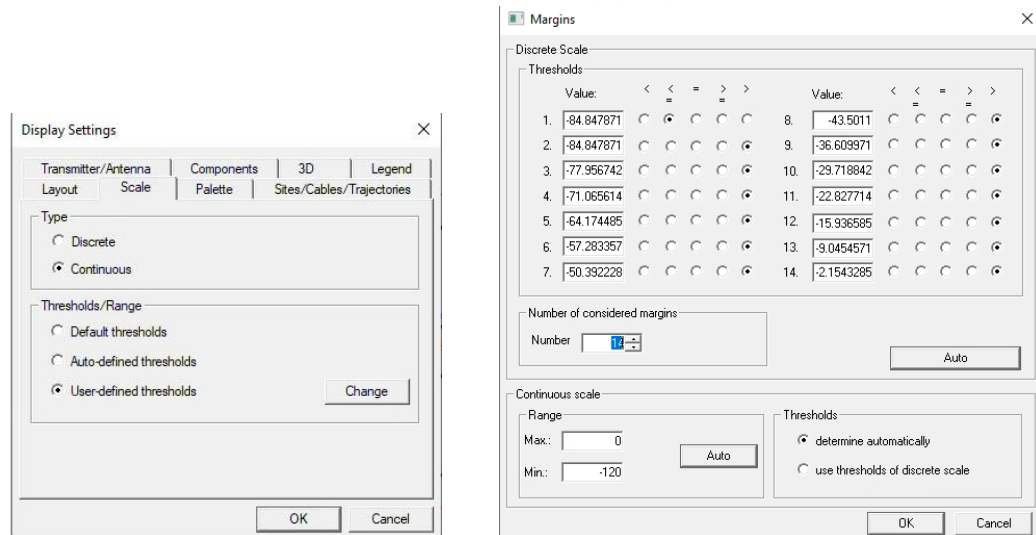 Display Settings
Transmitter/Antenna Components 3D Legend
Layout Scale Palette Sites/Cables/Trajectories
Type
Discrete
Continuous
Thresholds/Range
Default thresholds
Auto-defined thresholds
User-defined thresholds Change
OK Cancel
Margins
Discrete Scale
Thresholds
Value: < < = > > Value: < < = > >
= = = =
1. -84.847871 8. -43.5011
2. -84.847871 9. -36.609971
3. -77.956742 10. -29.718842
4. -71.065614 11. -22.827714
5. -64.174485 12. -15.936585
6. -57.283357 13. -9.0454571
7. -50.392228 14. -2.1543285
Number of considered margins
Number 14
Auto
Continuous scale
Range Thresholds
Max.: 0 determine automatically
Auto
Min.: -120 use thresholds of discrete scale
OK Cancel